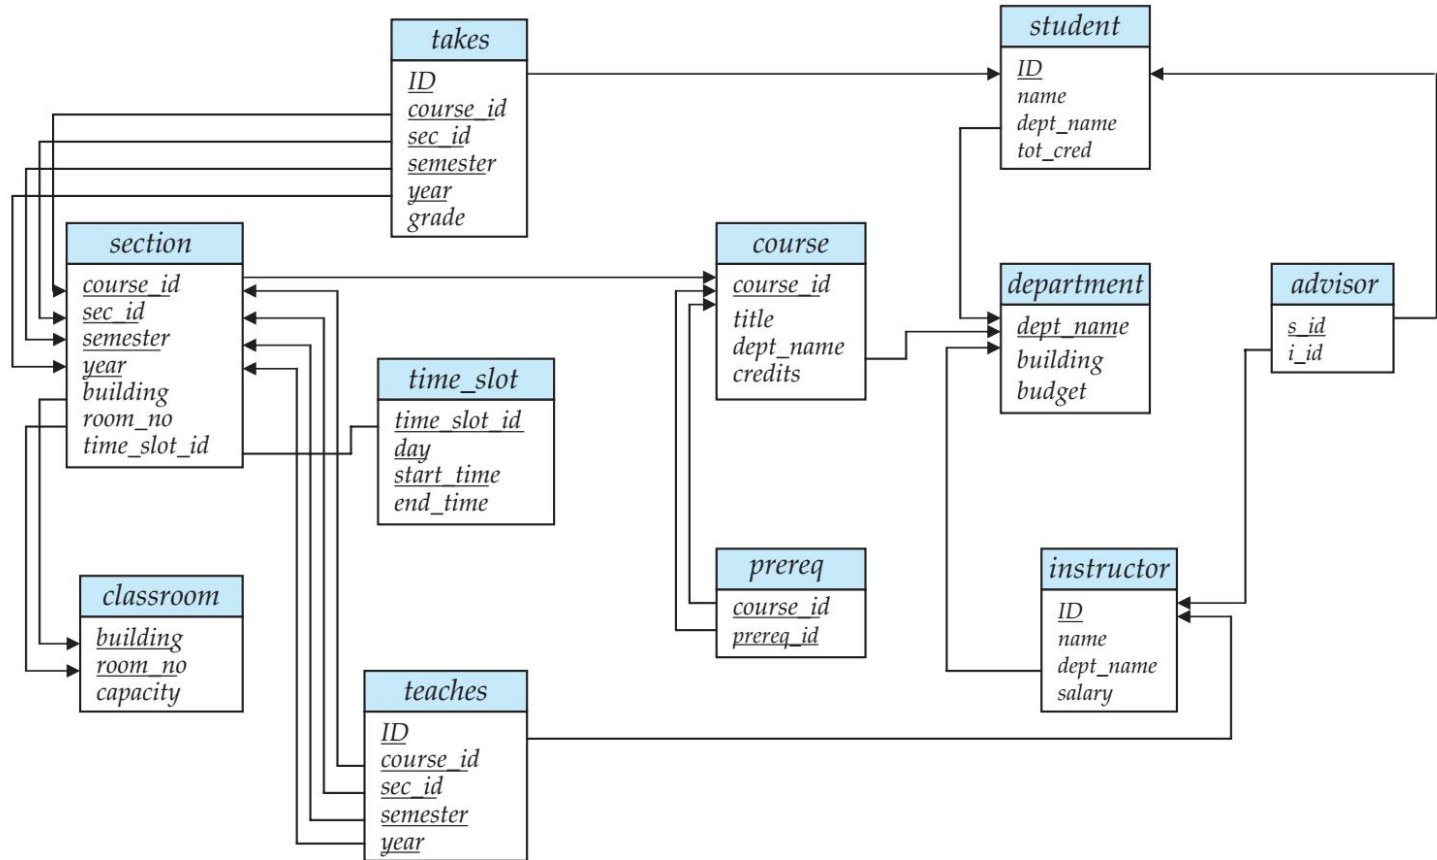 takes
ID
course_id
sec_id
semester
year
grade
student
ID
name
dept_name
tot_cred
section
course_id
sec_id
semester
year
building
room_no
time_slot_id
course
course_id
title
dept_name
credits
department
dept_name
building
budget
advisor
s_id
i_id
time_slot
time_slot_id
day
start_time
end_time
prereq
course_id
prereq_id
instructor
ID
name
dept_name
salary
classroom
building
room_no
capacity
teaches
ID
course_id
sec_id
semester
year